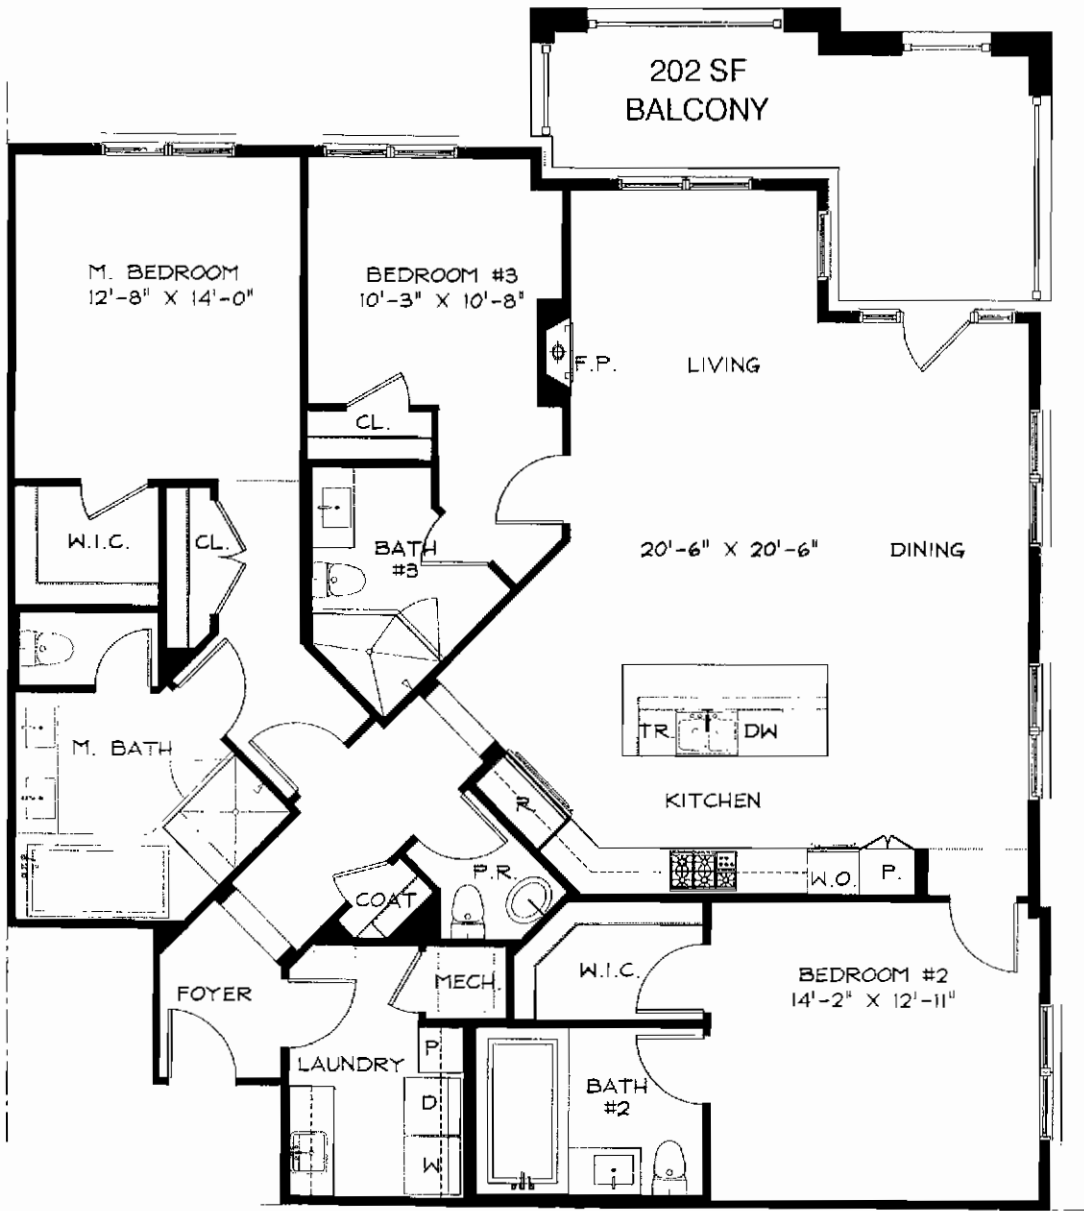 202 SF
BALCONY
M. BEDROOM
12'-8" X 14'-0"
BEDROOM #3
10'-3" X 10'-8"
F.P.
LIVING
CL.
W.I.C.
CL.
BATH
#3
20'-6" X 20'-6"
DINING
M. BATH
TR.
DW
KITCHEN
R.
P.R.
W.O.
P.
COAT
W.I.C.
BEDROOM #2
14'-2" X 12'-11"
MECH.
FOYER
LAUNDRY
P
D
W
BATH
#2